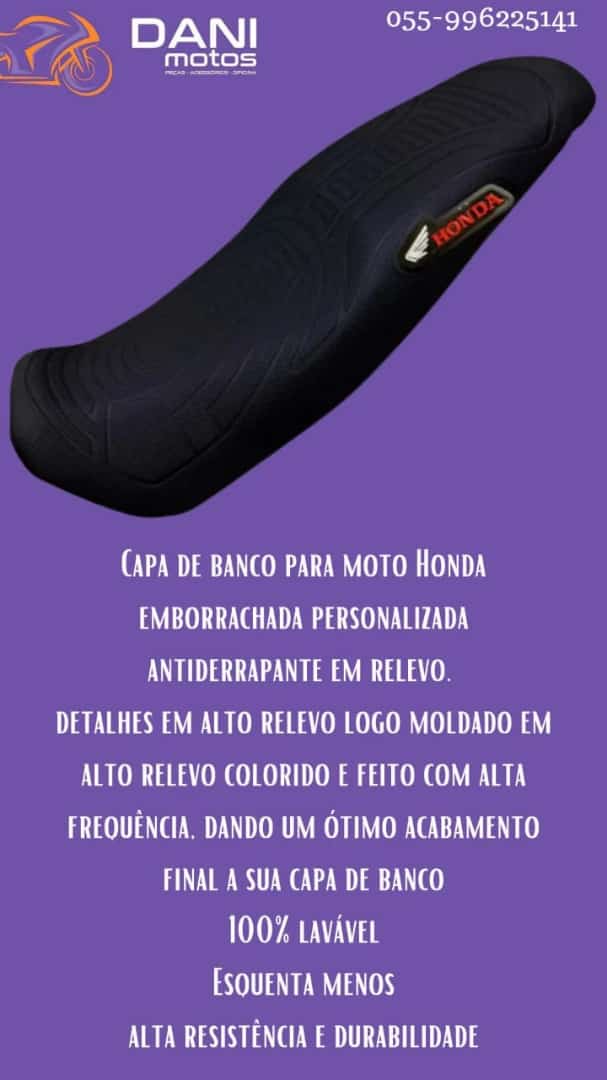 055-996225141
DANI
motos
PEÇAS - ACESSÓRIOS - OFICINA
HONDA
Capa de banco para moto Honda
emborrachada personalizada
antiderrapante em relevo.
detalhes em alto relevo logo moldado em
alto relevo colorido e feito com alta
frequência, dando um ótimo acabamento
final a sua capa de banco
100% lavável
Esquenta menos
alta resistência e durabilidade